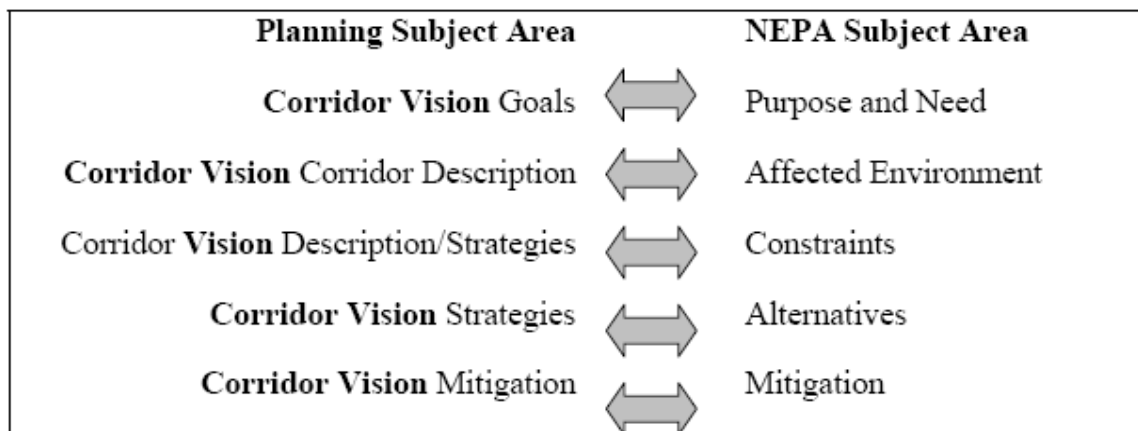 Planning Subject Area NEPA Subject Area
Corridor Vision Goals Purpose and Need
Corridor Vision Corridor Description Affected Environment
Corridor Vision Description/Strategies Constraints
Corridor Vision Strategies Alternatives
Corridor Vision Mitigation Mitigation